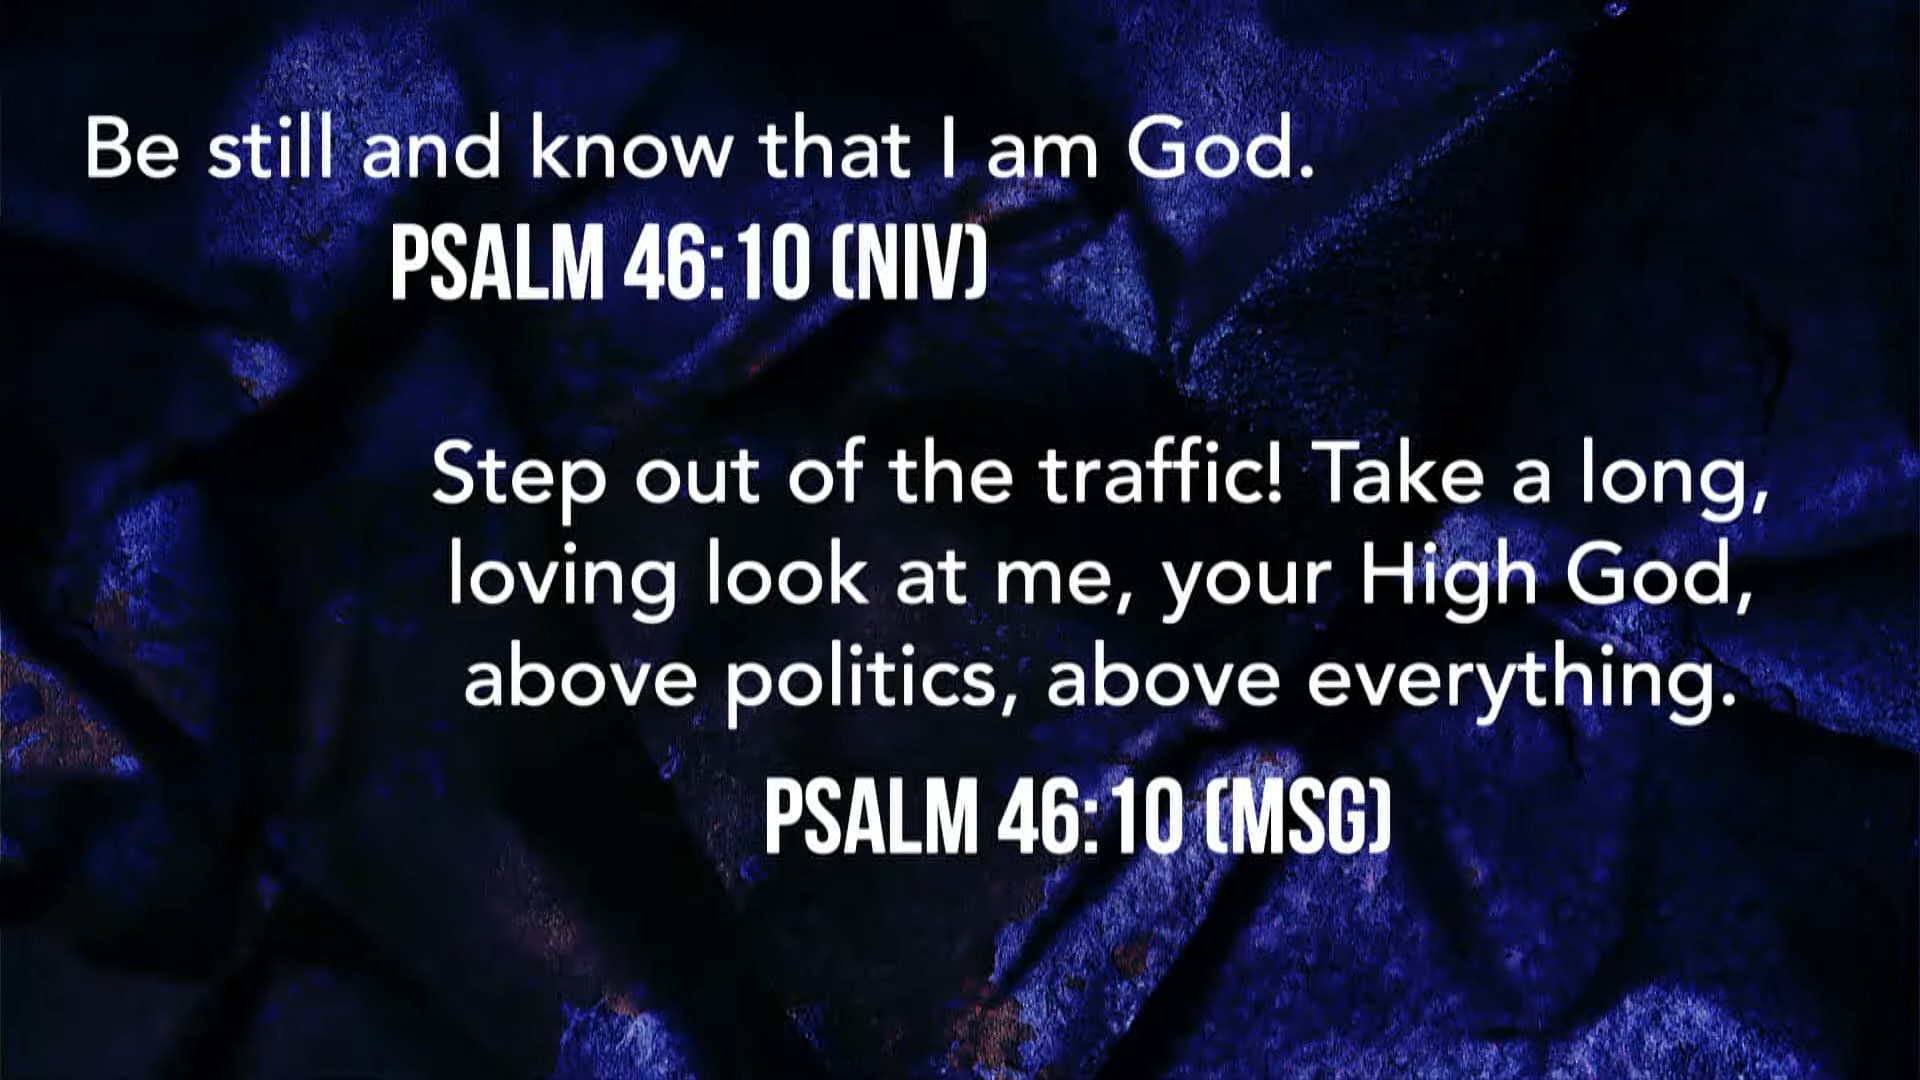 Be still and know that I am God.
PSALM 46:10 (NIV)
Step out of the traffic! Take a long,
loving look at me, your High God,
above politics, above everything.
PSALM 46:10 (MSG)